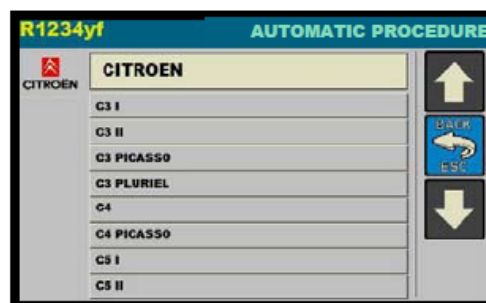 R1234yf AUTOMATIC PROCEDURE
CITROËN
CITROEN
C3 I
C3 II
C3 PICASSO
C3 PLURIEL
C4
C4 PICASSO
C5 I
C5 II
BACK
ESC